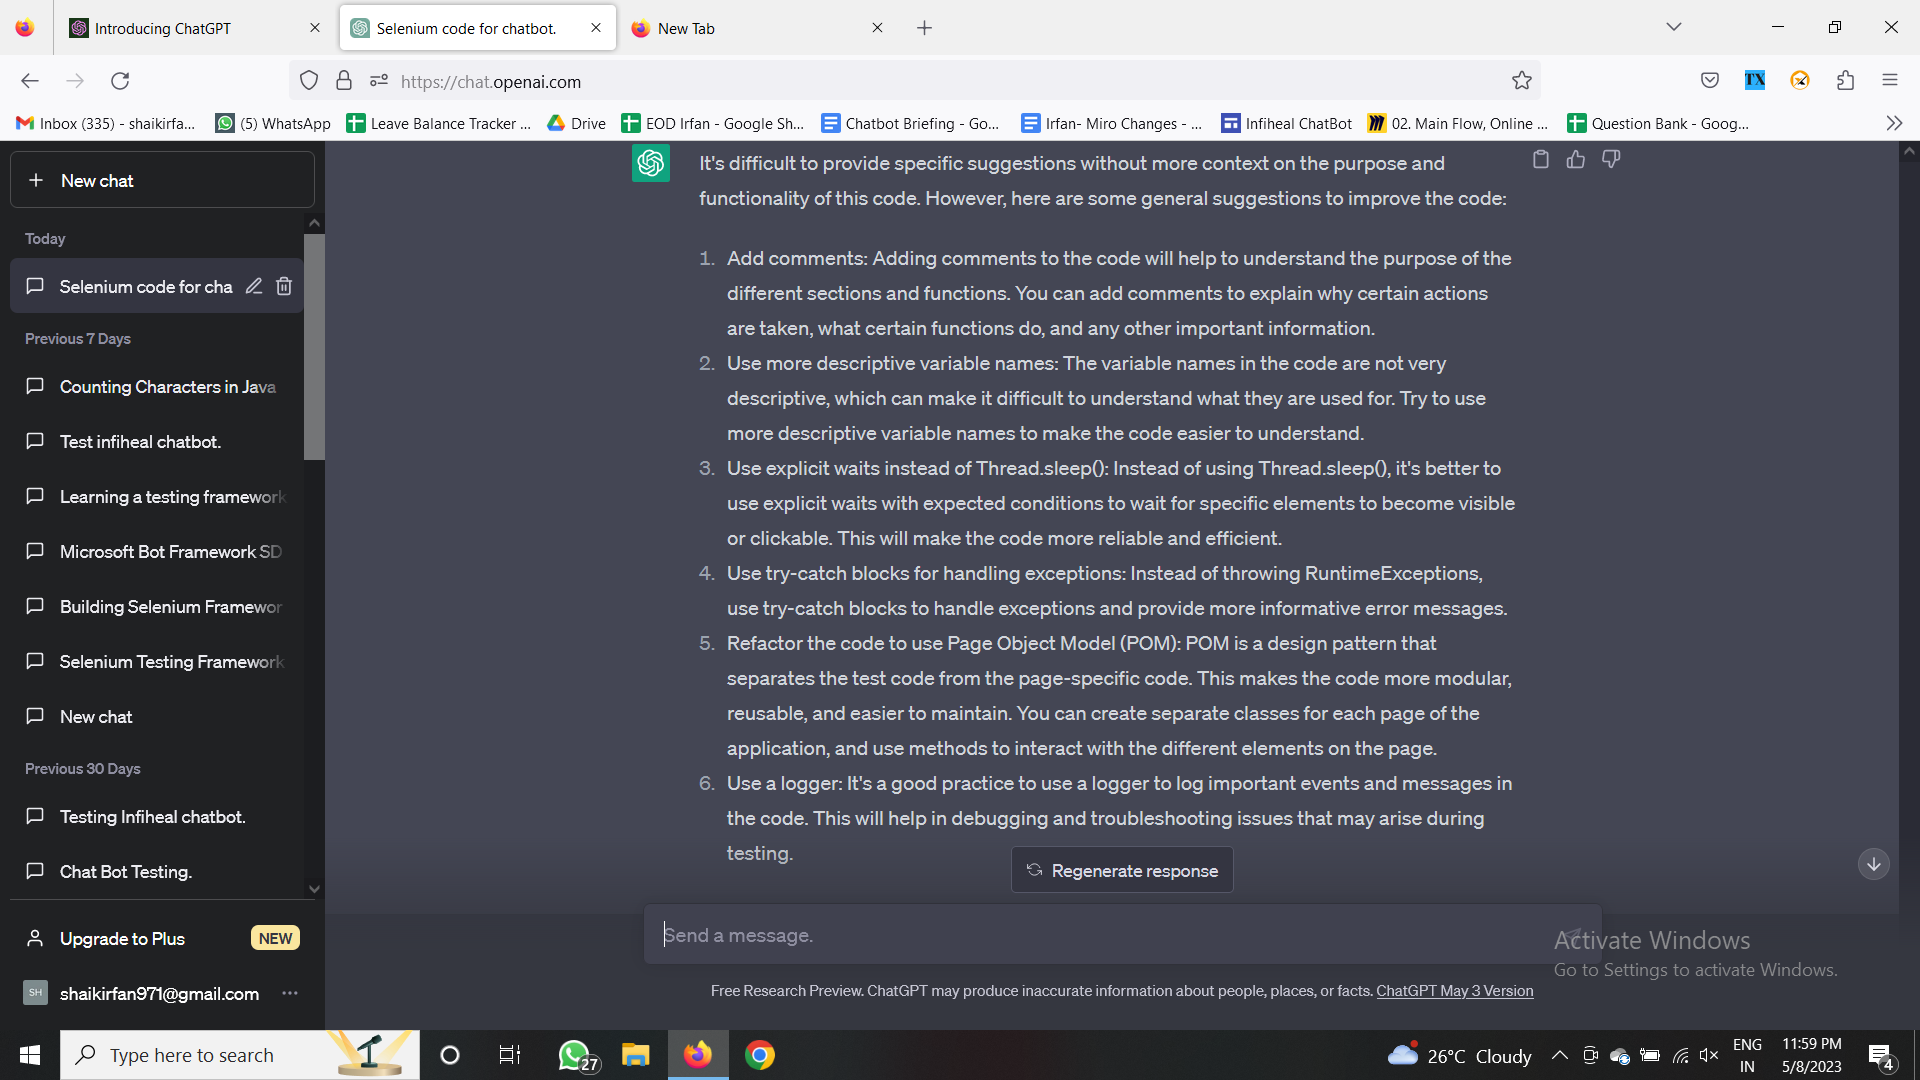 Introducing ChatGPT
Selenium code for chatbot.
New Tab
https://chat.openai.com
TX
Inbox (335) - shaikirfa...
(5) WhatsApp
Leave Balance Tracker ...
Drive
EOD Irfan - Google Sh...
Chatbot Briefing - Go...
Irfan- Miro Changes - ...
Infiheal ChatBot
02. Main Flow, Online ...
Question Bank - Goog...
New chat
Today
Selenium code for cha
Previous 7 Days
Counting Characters in Java
Test infiheal chatbot.
Learning a testing framework
Microsoft Bot Framework SD
Building Selenium Framewor
Selenium Testing Framework
New chat
Previous 30 Days
Testing Infiheal chatbot.
Chat Bot Testing.
Upgrade to Plus
NEW
SH
shaikirfan971@gmail.com
It's difficult to provide specific suggestions without more context on the purpose and
functionality of this code. However, here are some general suggestions to improve the code:
1. Add comments: Adding comments to the code will help to understand the purpose of the
different sections and functions. You can add comments to explain why certain actions
are taken, what certain functions do, and any other important information.
2. Use more descriptive variable names: The variable names in the code are not very
descriptive, which can make it difficult to understand what they are used for. Try to use
more descriptive variable names to make the code easier to understand.
3. Use explicit waits instead of Thread.sleep(): Instead of using Thread.sleep(), it's better to
use explicit waits with expected conditions to wait for specific elements to become visible
or clickable. This will make the code more reliable and efficient.
4. Use try-catch blocks for handling exceptions: Instead of throwing RuntimeExceptions,
use try-catch blocks to handle exceptions and provide more informative error messages.
5. Refactor the code to use Page Object Model (POM): POM is a design pattern that
separates the test code from the page-specific code. This makes the code more modular,
reusable, and easier to maintain. You can create separate classes for each page of the
application, and use methods to interact with the different elements on the page.
6. Use a logger: It's a good practice to use a logger to log important events and messages in
the code. This will help in debugging and troubleshooting issues that may arise during
testing.
Regenerate response
Send a message.
Activate Windows
Go to Settings to activate Windows.
Free Research Preview. ChatGPT may produce inaccurate information about people, places, or facts. ChatGPT May 3 Version
Type here to search
27
26°C Cloudy
ENG
IN
11:59 PM
5/8/2023
4